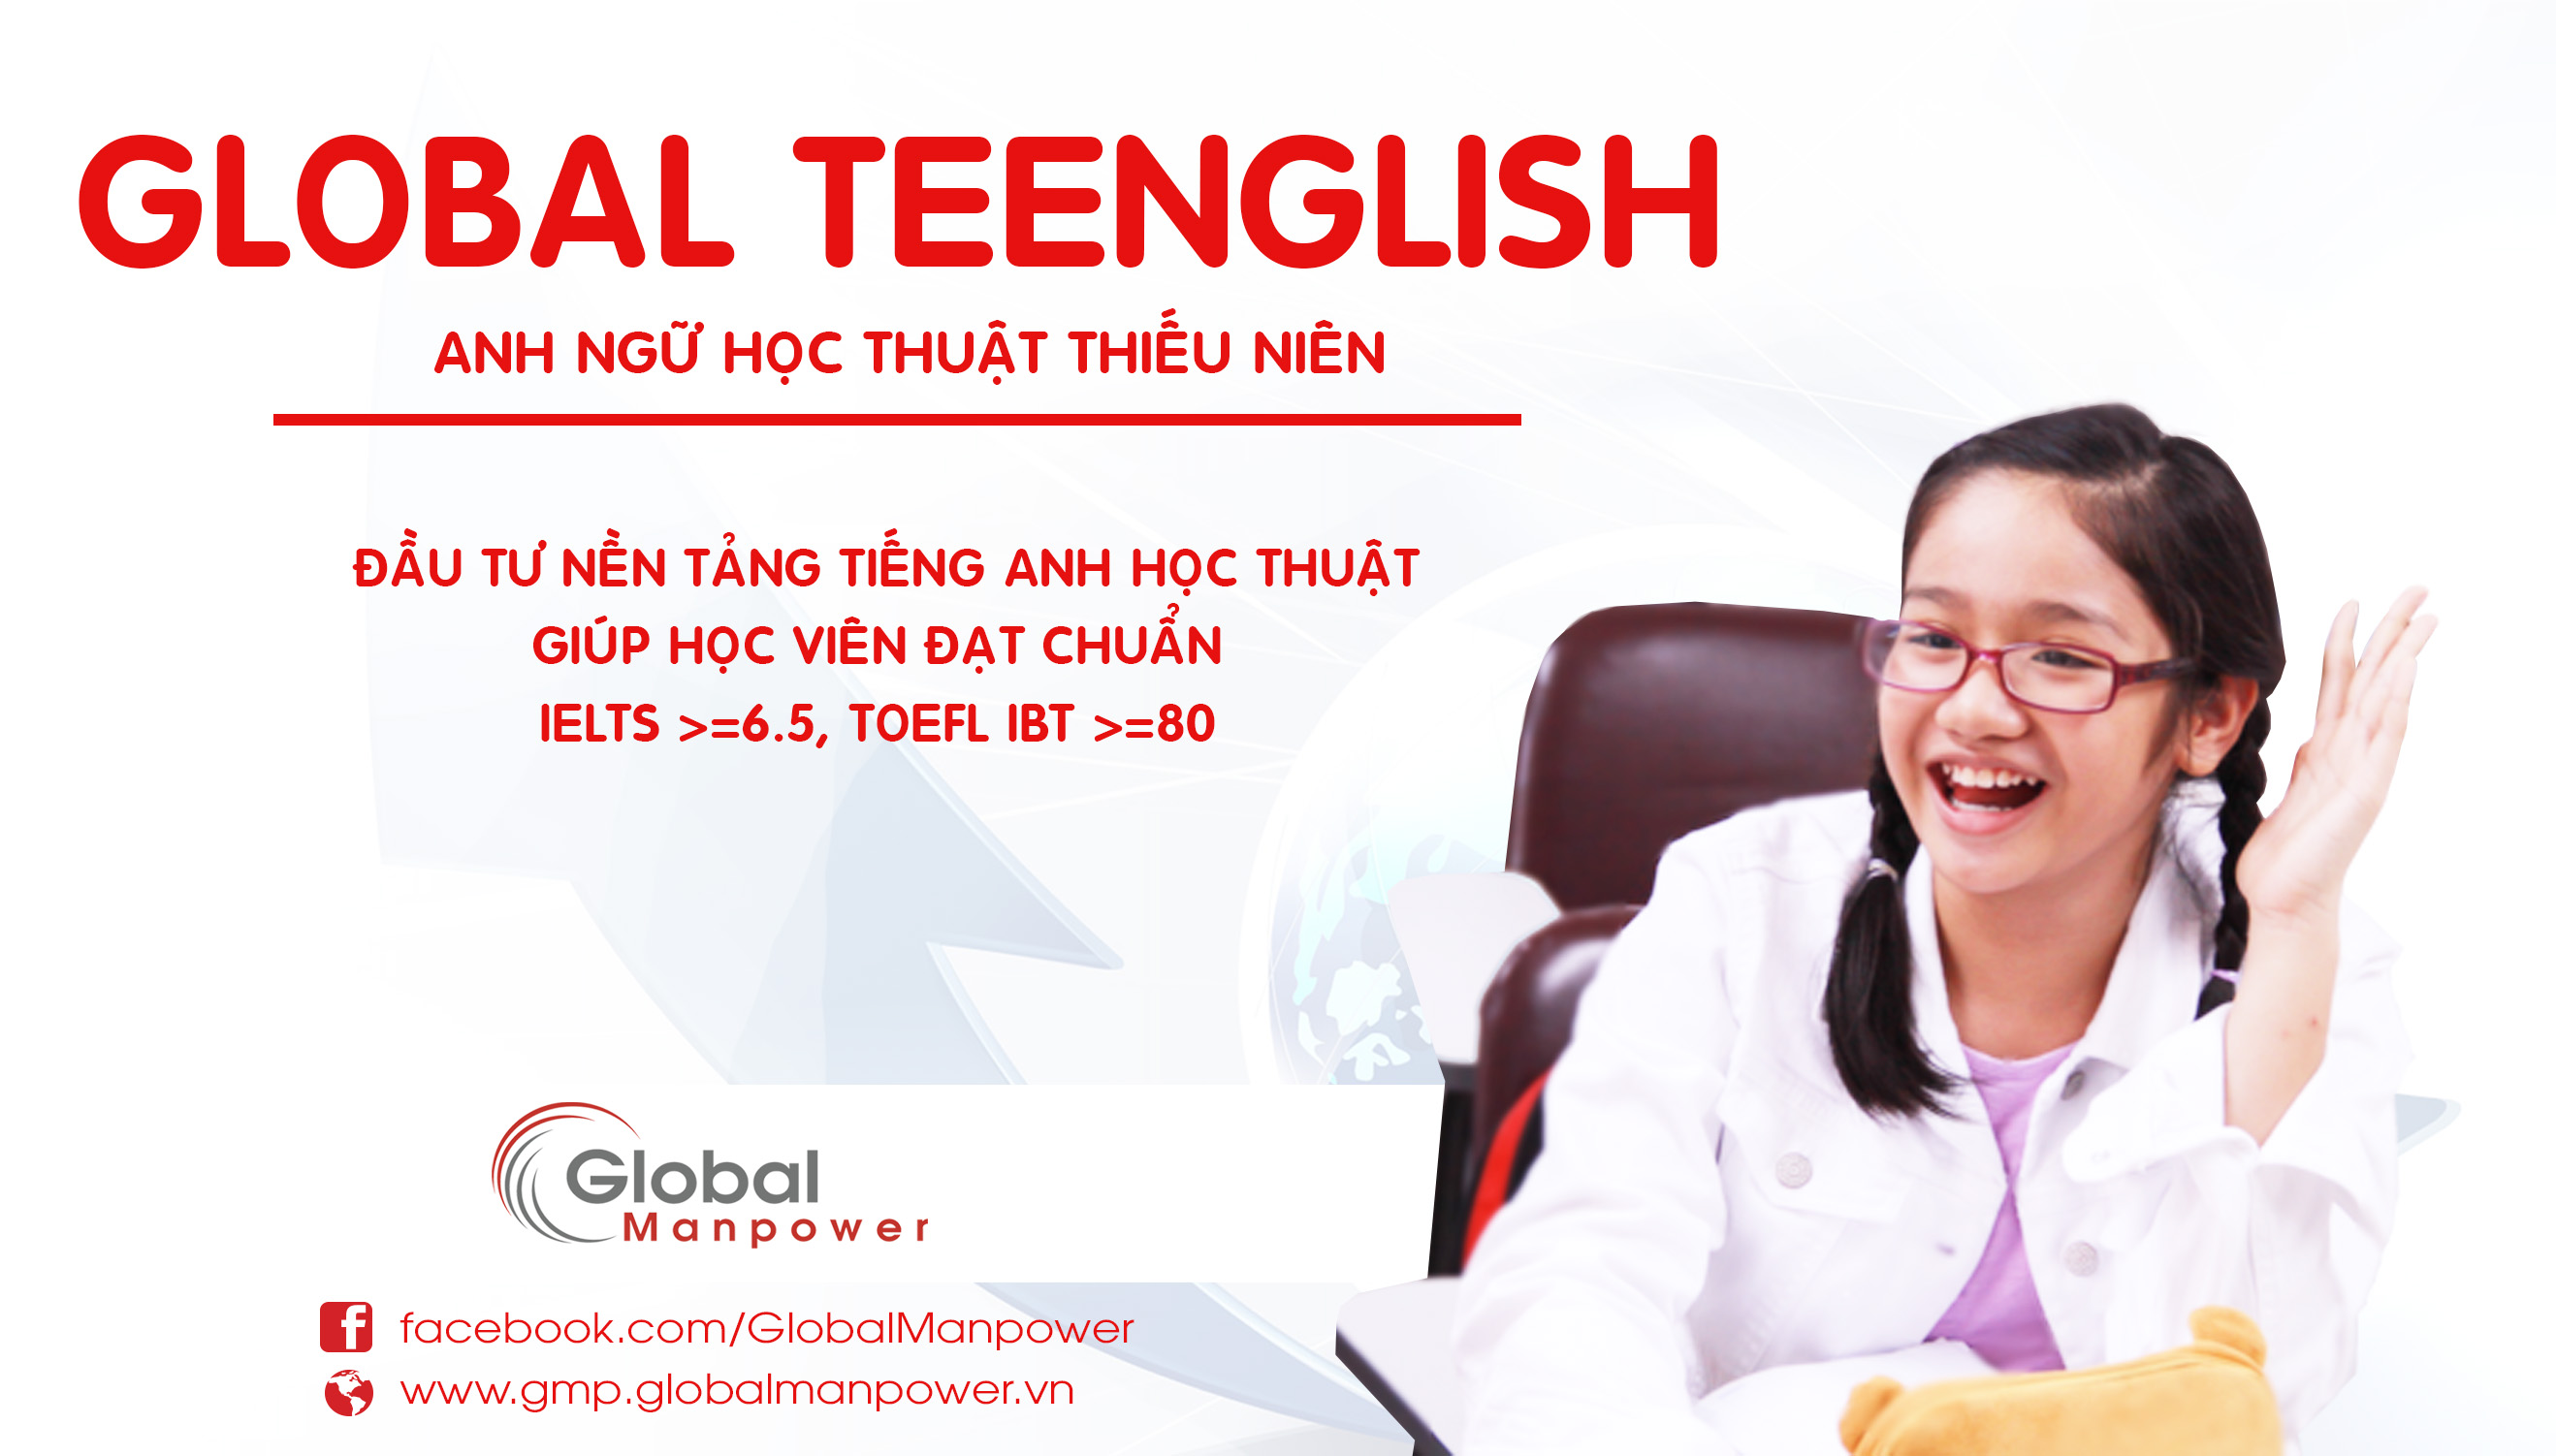 GLOBAL TEENGLISH
ANH NGỮ HỌC THUẬT THIẾU NIÊN
ĐẦU TƯ NỀN TẢNG TIẾNG ANH HỌC THUẬT
GIÚP HỌC VIÊN ĐẠT CHUẨN
IELTS >=6.5, TOEFL IBT >=80
Global
Manpower
facebook.com/GlobalManpower
www.gmp.globalmanpower.vn